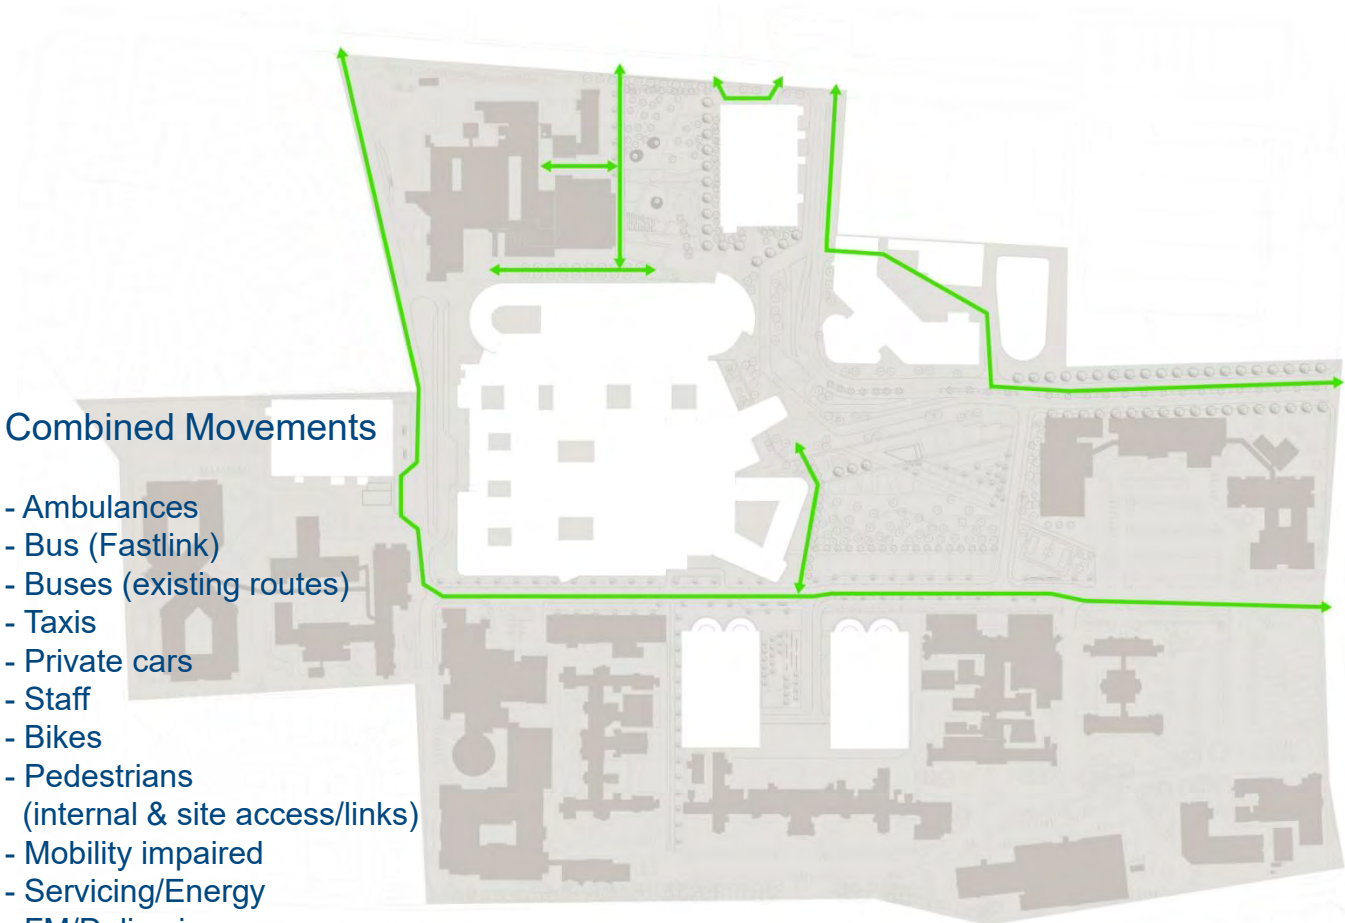 Combined Movements
- Ambulances
- Bus (Fastlink)
- Buses (existing routes)
- Taxis
- Private cars
- Staff
- Bikes
- Pedestrians
(internal & site access/links)
- Mobility impaired
- Servicing/Energy